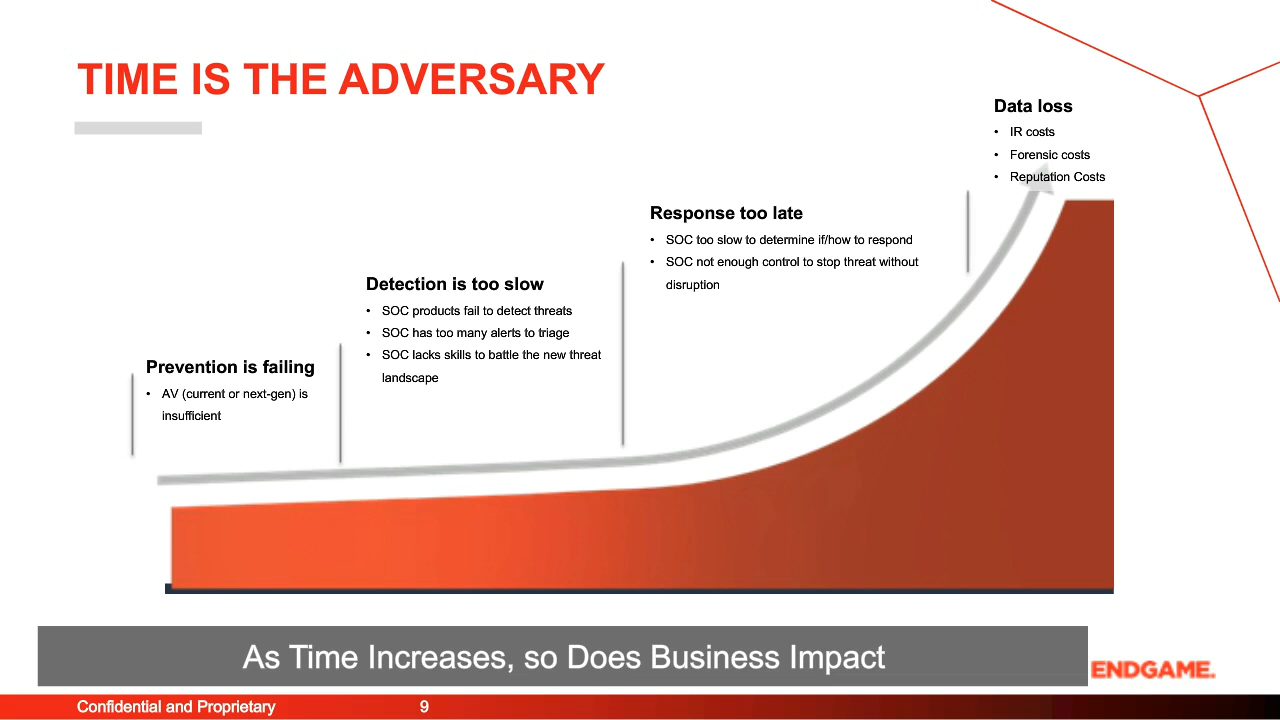 TIME IS THE ADVERSARY
Data loss
• IR costs
• Forensic costs
• Reputation Costs
Response too late
• SOC too slow to determine if/how to respond
• SOC not enough control to stop threat without
disruption
Detection is too slow
• SOC products fail to detect threats
• SOC has too many alerts to triage
• SOC lacks skills to battle the new threat
landscape
Prevention is failing
• AV (current or next-gen) is
insufficient
As Time Increases, so Does Business Impact
ENDGAME.
Confidential and Proprietary
9